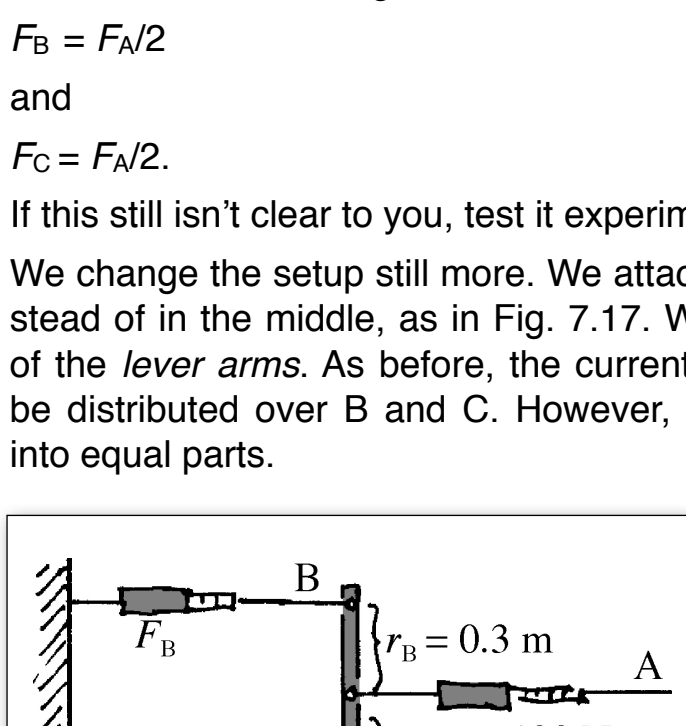 FB = FA/2
and
FC = FA/2.
If this still isn't clear to you, test it
We change the setup still more. We
stead of in the middle, as in Fig. 7.17.
of the lever arms. As before, the current
be distributed over B and C. However,
into equal parts.
B
FB
rB = 0.3 m
A